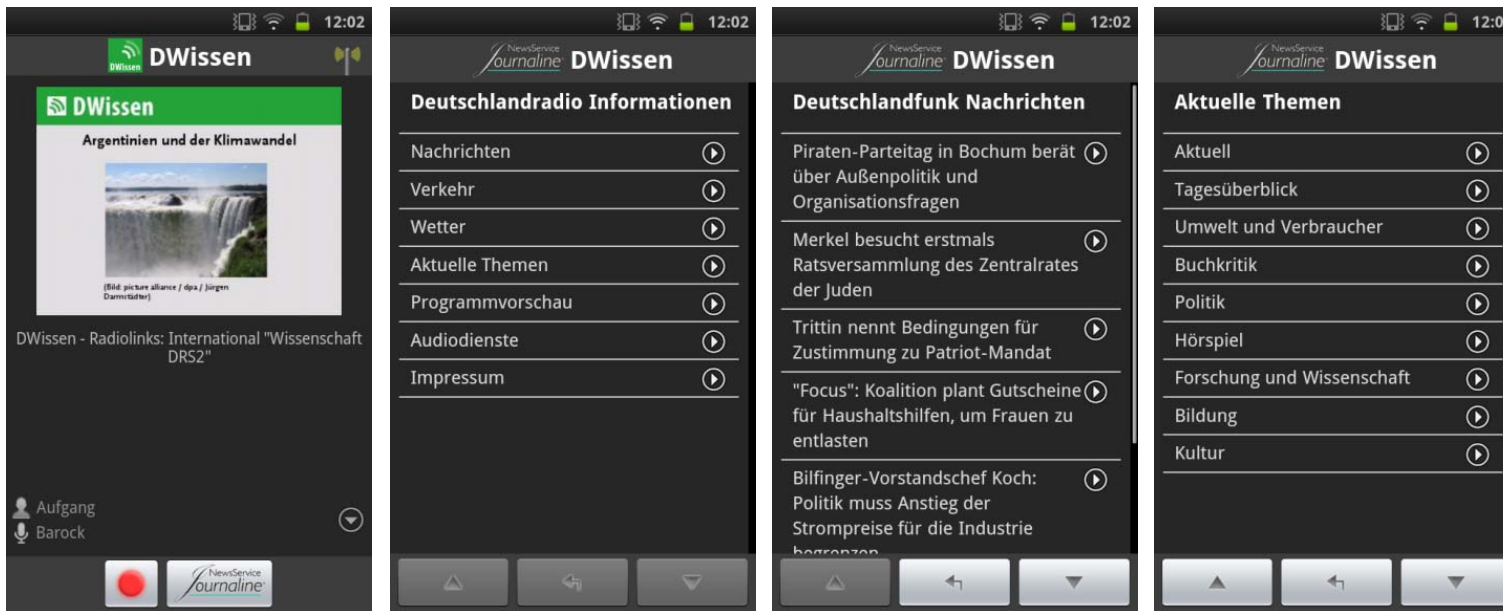 12:02
DWissen
DWissen
DWissen
Argentinien und der Klimawandel
(Bild: picture alliance / dpa / Jürgen
Darmstädter)
DWissen - Radiolinks: International "Wissenschaft
DRS2"
Aufgang
Barock
NewsService
Journaline
12:02
NewsService
Journaline DWissen
Deutschlandradio Informationen
Nachrichten
Verkehr
Wetter
Aktuelle Themen
Programmvorschau
Audiodienste
Impressum
12:02
NewsService
Journaline DWissen
Deutschlandfunk Nachrichten
Piraten-Parteitag in Bochum berät
über Außenpolitik und
Organisationsfragen
Merkel besucht erstmals
Ratsversammlung des Zentralrates
der Juden
Trittin nennt Bedingungen für
Zustimmung zu Patriot-Mandat
"Focus": Koalition plant Gutscheine
für Haushaltshilfen, um Frauen zu
entlasten
Bilfinger-Vorstandschef Koch:
Politik muss Anstieg der
Strompreise für die Industrie
begrenzen
12:0
NewsService
Journaline DWissen
Aktuelle Themen
Aktuell
Tagesüberblick
Umwelt und Verbraucher
Buchkritik
Politik
Hörspiel
Forschung und Wissenschaft
Bildung
Kultur